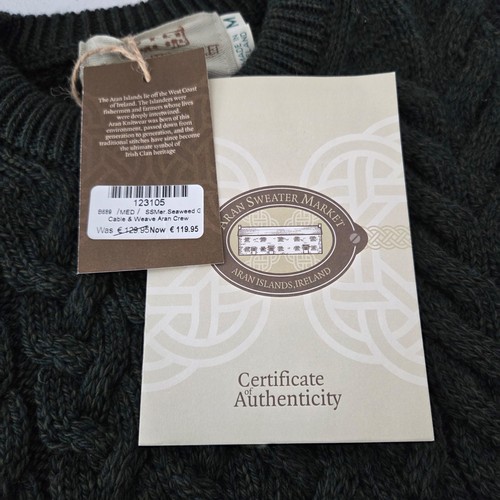 M
The Aran Islands lie off the West Coast
of Ireland. The Islanders were
fishermen and farmers whose lives
were deeply intertwined.
Aran Knitwear was born of this
environment, passed down from
generation to generation, and the
traditional stitches have since become
the ultimate symbol of
Irish Clan heritage
123105
B689 /MED / SSMer.Seaweed G
Cable & Weave Aran Crew
Was € 129.95 Now € 119.95
ARAN SWEATER MARKET
ARAN ISLANDS, IRELAND
Certificate
of
Authenticity